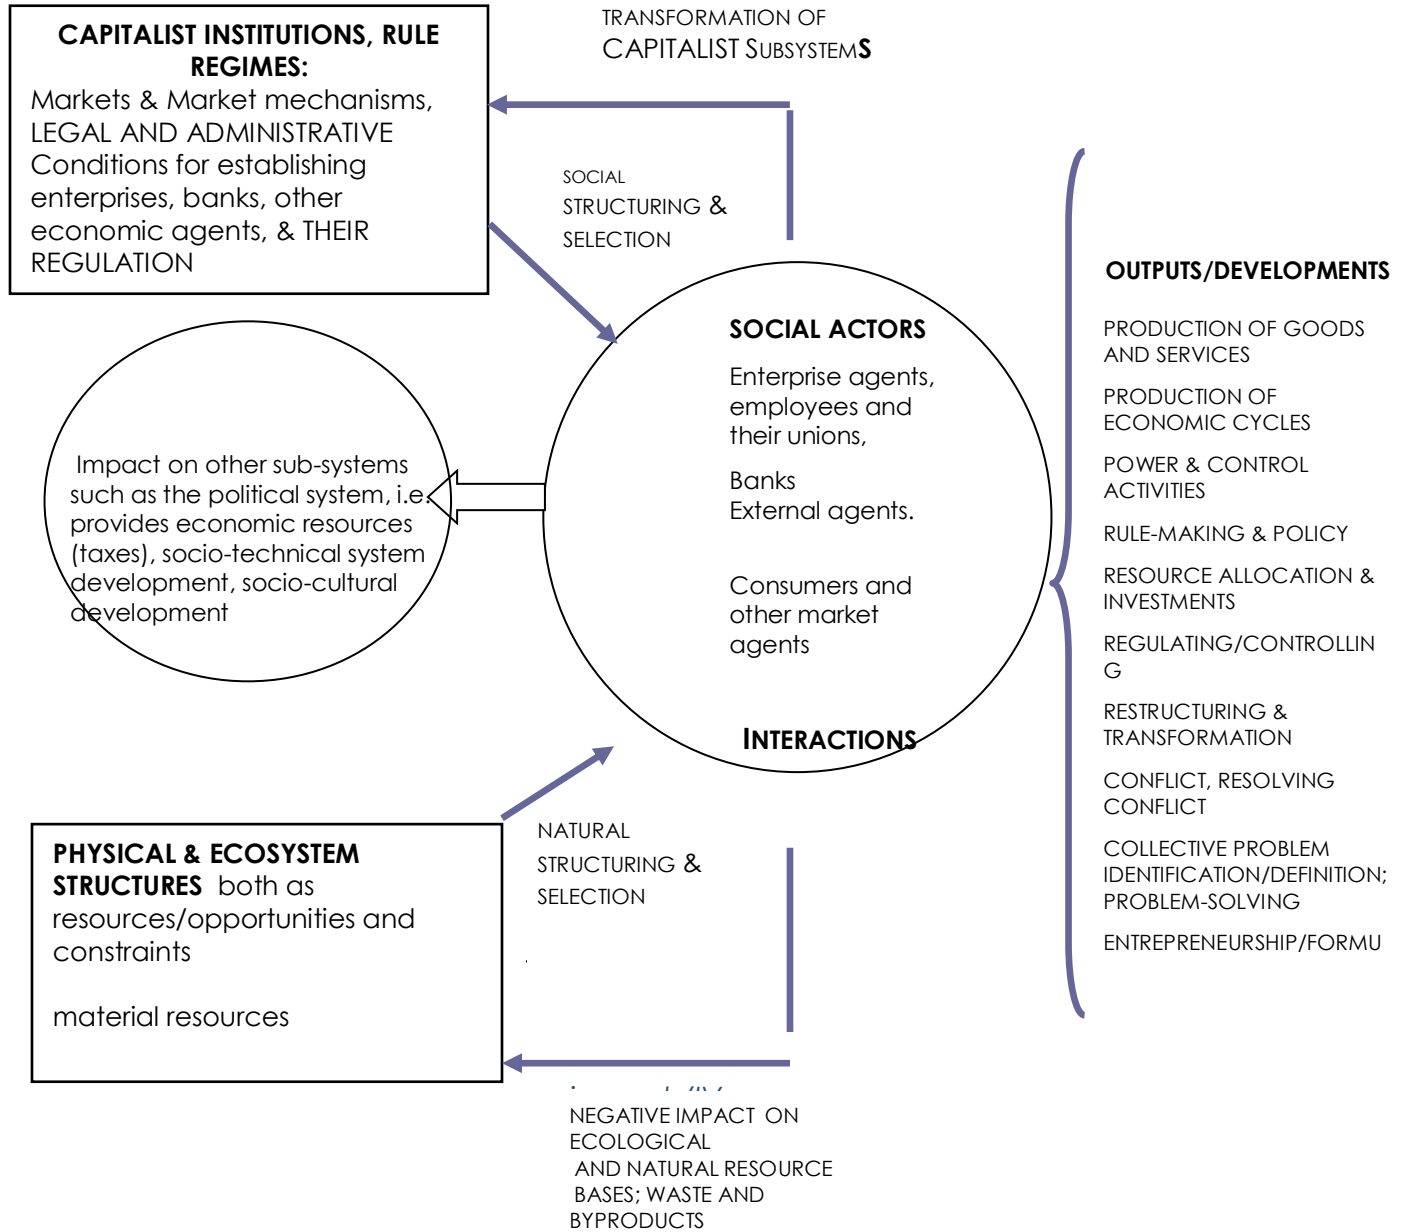 CAPITALIST INSTITUTIONS, RULE
REGIMES:
Markets & Market mechanisms,
LEGAL AND ADMINISTRATIVE
Conditions for establishing
enterprises, banks, other
economic agents, & THEIR
REGULATION
TRANSFORMATION OF
CAPITALIST SUBSYSTEMS
SOCIAL
STRUCTURING &
SELECTION
Impact on other sub-systems
such as the political system, i.e.
provides economic resources
(taxes), socio-technical system
development, socio-cultural
development
SOCIAL ACTORS
Enterprise agents,
employees and
their unions,
Banks
External agents.
Consumers and
other market
agents
INTERACTIONS
PHYSICAL & ECOSYSTEM
STRUCTURES both as
resources/opportunities and
constraints
material resources
NATURAL
STRUCTURING &
SELECTION
.
NEGATIVE IMPACT ON
ECOLOGICAL
AND NATURAL RESOURCE
BASES; WASTE AND
BYPRODUCTS
OUTPUTS/DEVELOPMENTS
PRODUCTION OF GOODS
AND SERVICES
PRODUCTION OF
ECONOMIC CYCLES
POWER & CONTROL
ACTIVITIES
RULE-MAKING & POLICY
RESOURCE ALLOCATION &
INVESTMENTS
REGULATING/CONTROLLIN
G
RESTRUCTURING &
TRANSFORMATION
CONFLICT, RESOLVING
CONFLICT
COLLECTIVE PROBLEM
IDENTIFICATION/DEFINITION;
PROBLEM-SOLVING
ENTREPRENEURSHIP/FORMU